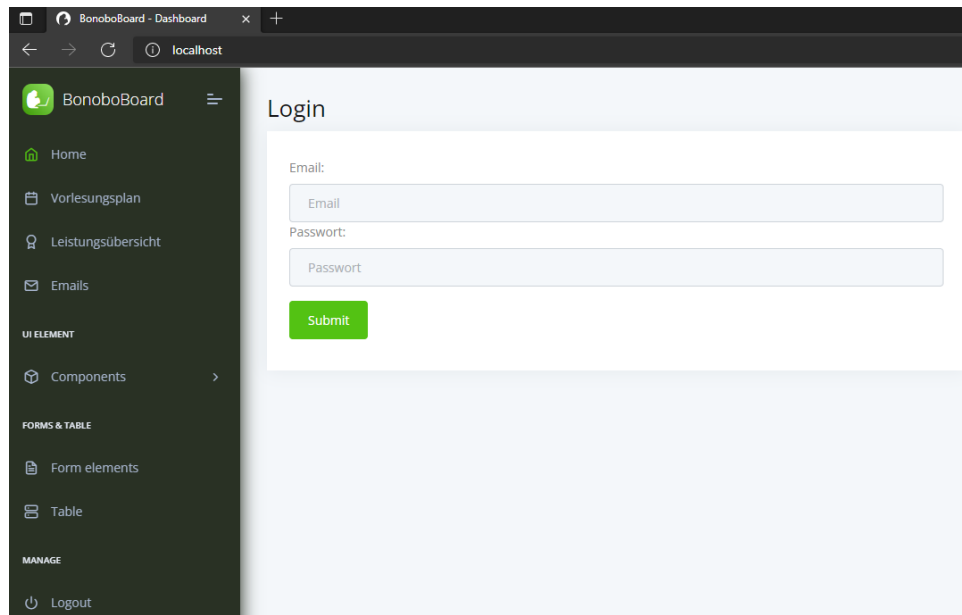 BonoboBoard - Dashboard
localhost
BonoboBoard
Home
Vorlesungsplan
Leistungsübersicht
Emails
UI ELEMENT
Components
FORMS & TABLE
Form elements
Table
MANAGE
Logout
Login
Email:
Email
Passwort:
Passwort
Submit